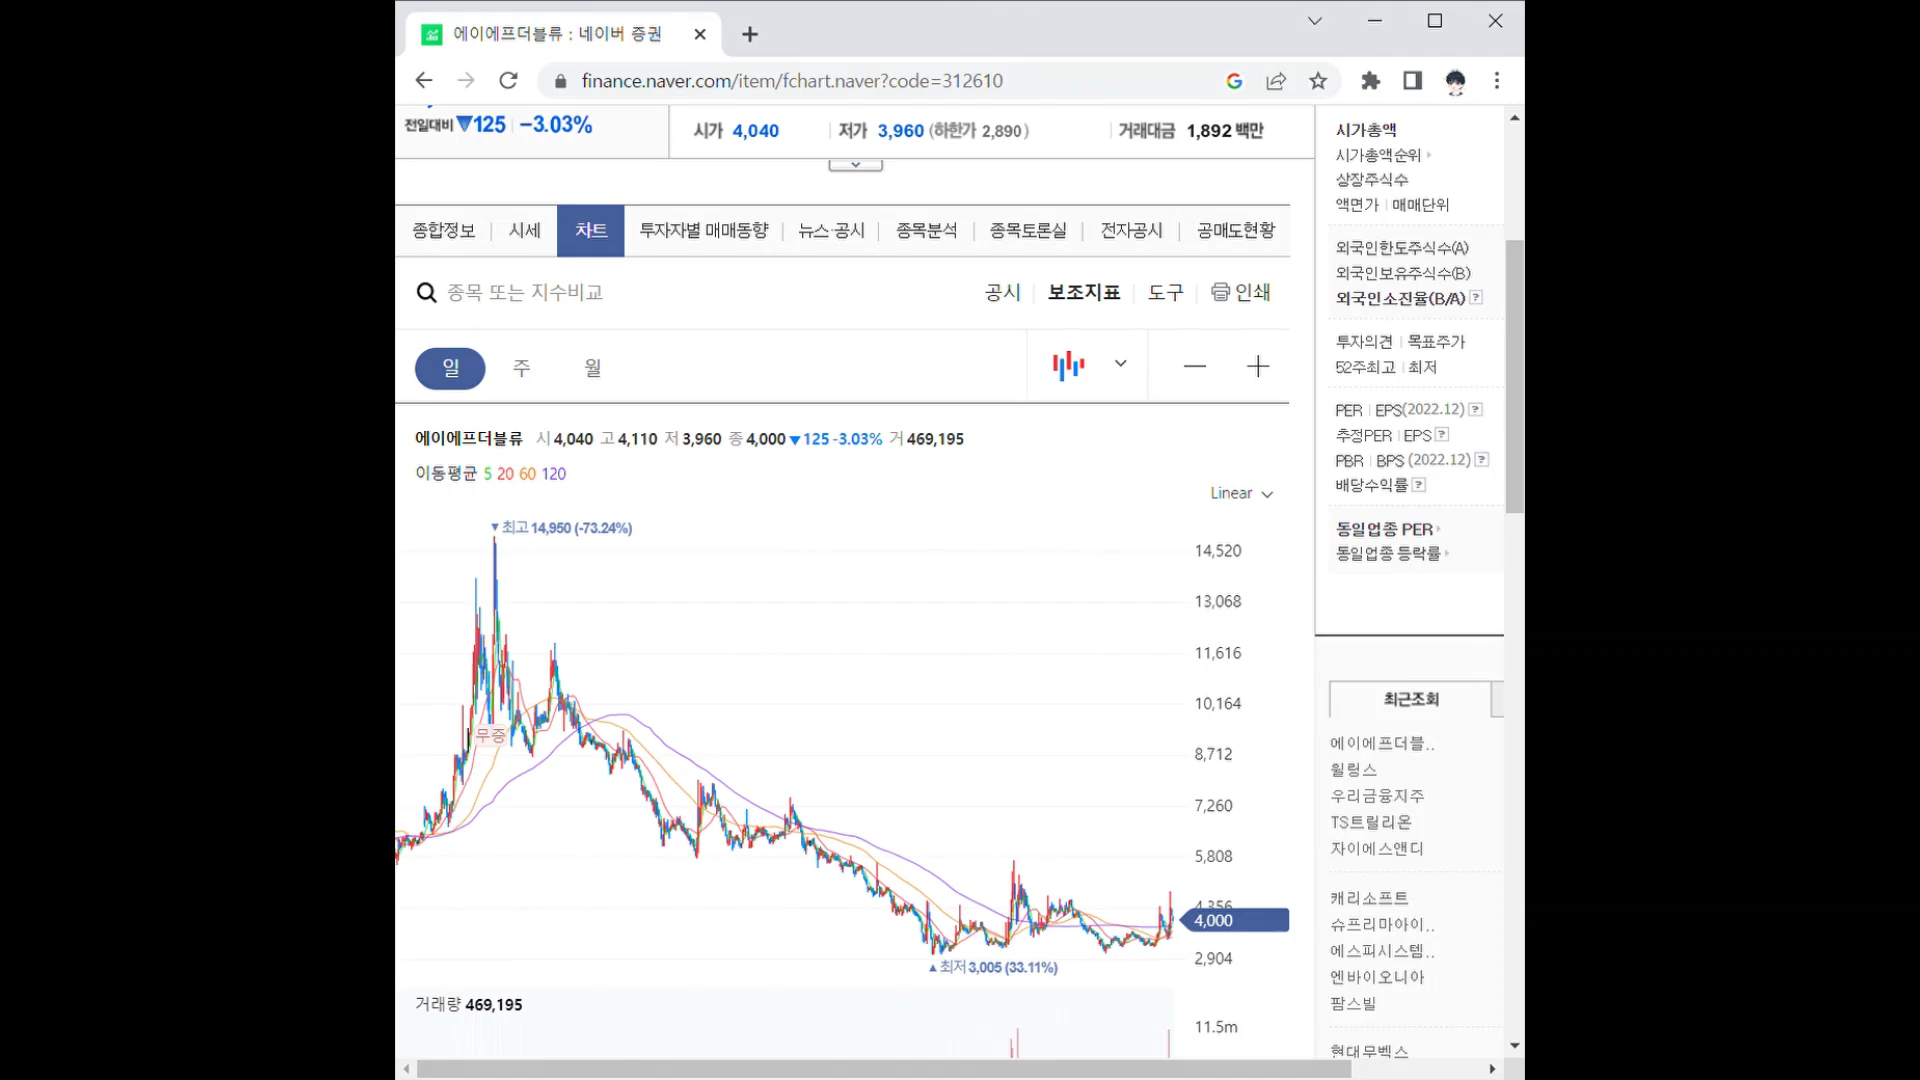 에이에프더블류 : 네이버 증권
finance.naver.com/item/fchart.naver?code=312610
전일대비 ▼125 | −3.03%
시가 4,040 | 저가 3,960 (하한가 2,890) | 거래대금 1,892 백만
종합정보 | 시세 차트 투자자별 매매동향 | 뉴스·공시 | 종목분석 | 종목토론실 | 전자공시 | 공매도현황
종목 또는 지수비교
공시 보조지표 도구 인쇄
일 주 월
에이에프더블류 시 4,040 고 4,110 저 3,960 종 4,000 ▼125 -3.03% 거 469,195
이동평균 5 20 60 120
Linear
▼최고 14,950 (-73.24%)
무증
14,520
13,068
11,616
10,164
8,712
7,260
5,808
4,356
4,000
2,904
▲최저 3,005 (33.11%)
거래량 469,195
11.5m
시가총액
시가총액순위
상장주식수
액면가 | 매매단위
외국인한도주식수(A)
외국인보유주식수(B)
외국인소진율(B/A) ?
투자의견 | 목표주가
52주최고 | 최저
PER | EPS(2022.12) ?
추정PER | EPS ?
PBR | BPS (2022.12) ?
배당수익률 ?
동일업종 PER
동일업종 등락률
최근조회
에이에프더블..
윌링스
우리금융지주
TS트릴리온
자이에스앤디
캐리소프트
슈프리마아이..
에스피시스템..
엔바이오니아
팜스빌
현대무벡스